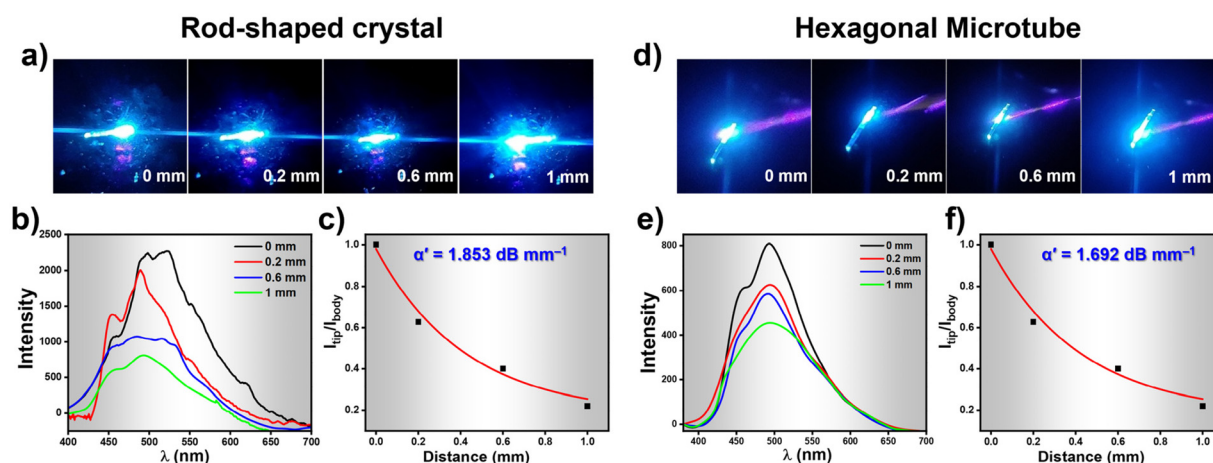 Rod-shaped crystal
Hexagonal Microtube
a)
0 mm
0.2 mm
0.6 mm
1 mm
d)
0 mm
0.2 mm
0.6 mm
1 mm
b)
2500
2000
1500
1000
500
0
Intensity
400 450 500 550 600 650 700
λ (nm)
0 mm
0.2 mm
0.6 mm
1 mm
c)
1.0
0.8
0.6
0.4
0.2
Itip/Ibody
α' = 1.853 dB mm−1
0.0 0.2 0.4 0.6 0.8 1.0
Distance (mm)
e)
800
600
400
200
0
Intensity
400 450 500 550 600 650 700
λ (nm)
0 mm
0.2 mm
0.6 mm
1 mm
f)
1.0
0.8
0.6
0.4
0.2
Itip/Ibody
α' = 1.692 dB mm−1
0.0 0.2 0.4 0.6 0.8 1.0
Distance (mm)